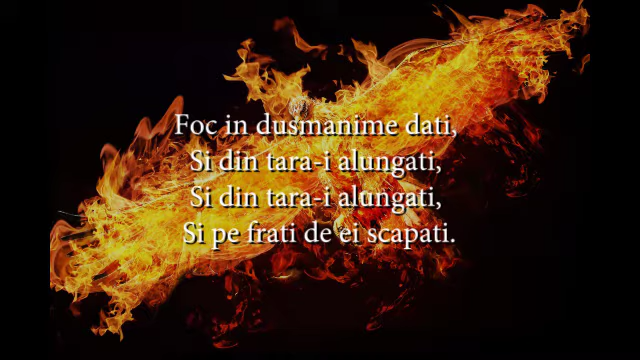 Foc in dusmanime dati,
Si din tara-i alungati,
Si din tara-i alungati,
Si pe frati de ei scapati.